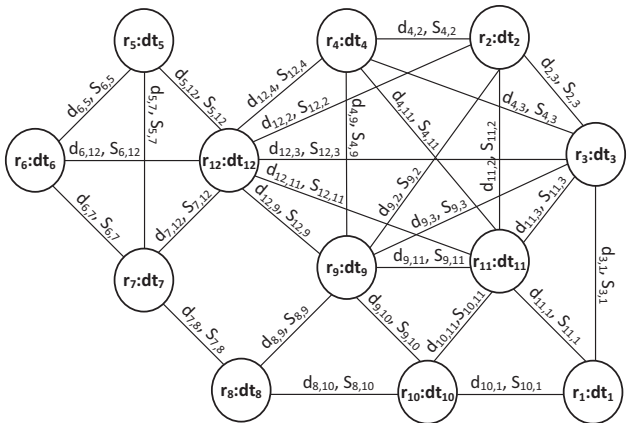 r5:dt5
r4:dt4
d4,2, S4,2
r2:dt2
d6,5, S6,5
d5,7, S5,7
d5,12, S5,12
d12,4, S12,4
d12,2, S12,2
d4,9, S4,9
d4,11, S4,11
d4,3, S4,3
d2,3, S2,3
r6:dt6
d6,12, S6,12
r12:dt12
d12,3, S12,3
d11,2, S11,2
r3:dt3
d12,11, S12,11
d9,2, S9,2
d6,7, S6,7
d7,12, S7,12
d12,9, S12,9
d9,3, S9,3
d11,3, S11,3
r7:dt7
r9:dt9
d9,11, S9,11
r11:dt11
d3,1, S3,1
d7,8, S7,8
d8,9, S8,9
d9,10, S9,10
d10,11, S10,11
d11,1, S11,1
r8:dt8
d8,10, S8,10
r10:dt10
d10,1, S10,1
r1:dt1